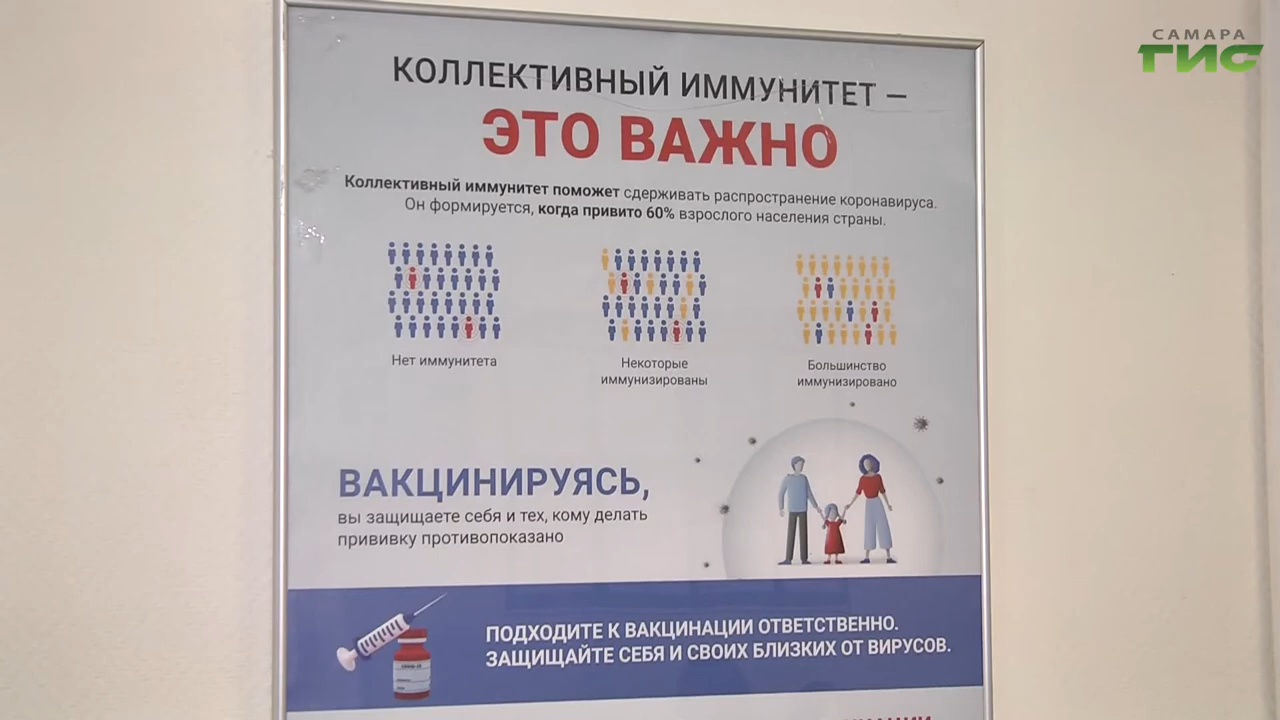 САМАРА
ГИС
КОЛЛЕКТИВНЫЙ ИММУНИТЕТ –
ЭТО ВАЖНО
Коллективный иммунитет поможет сдерживать распространение коронавируса.
Он формируется, когда привито 60% взрослого населения страны.
Нет иммунитета
Некоторые
иммунизированы
Большинство
иммунизировано
ВАКЦИНИРУЯСЬ,
вы защищаете себя и тех, кому делать
прививку противопоказано
ПОДХОДИТЕ К ВАКЦИНАЦИИ ОТВЕТСТВЕННО.
ЗАЩИЩАЙТЕ СЕБЯ И СВОИХ БЛИЗКИХ ОТ ВИРУСОВ.
COVID-19